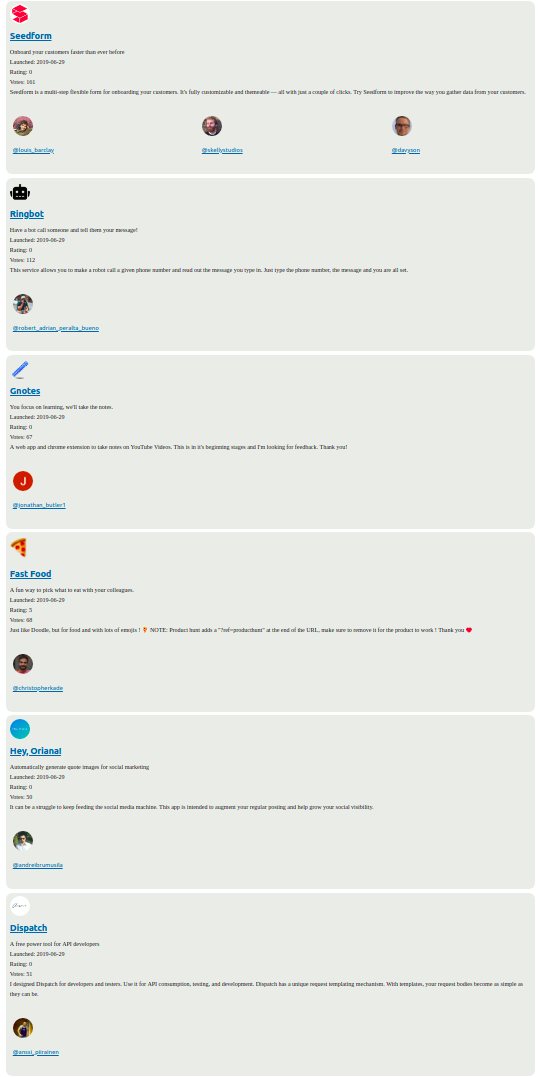 Seedform
Onboard your customers faster than ever before
Launched: 2019-06-29
Rating: 0
Votes: 161
Seedform is a multi-step flexible form for onboarding your customers. It's fully customizable and themeable — all with just a couple of clicks. Try Seedform to improve the way you gather data from your customers.
@louis_barclay @skellystudios @davyson
Ringbot
Have a bot call someone and tell them your message!
Launched: 2019-06-29
Rating: 0
Votes: 112
This service allows you to make a robot call a given phone number and read out the message you type in. Just type the phone number, the message and you are all set.
@robert_adrian_peralta_bueno
Gnotes
You focus on learning, we'll take the notes.
Launched: 2019-06-29
Rating: 0
Votes: 67
A web app and chrome extension to take notes on YouTube Videos. This is in it's beginning stages and I'm looking for feedback. Thank you!
J
@jonathan_butler1
Fast Food
A fun way to pick what to eat with your colleagues.
Launched: 2019-06-29
Rating: 5
Votes: 68
Just like Doodle, but for food and with lots of emojis ! 🍹 NOTE: Product hunt adds a "?ref=producthunt" at the end of the URL, make sure to remove it for the product to work ! Thank you ❤
@christopherkade
Hey, Oriana!
Automatically generate quote images for social marketing
Launched: 2019-06-29
Rating: 0
Votes: 50
It can be a struggle to keep feeding the social media machine. This app is intended to augment your regular posting and help grow your social visibility.
@andreibrumusila
Dispatch
A free power tool for API developers
Launched: 2019-06-29
Rating: 0
Votes: 51
I designed Dispatch for developers and testers. Use it for API consumption, testing, and development. Dispatch has a unique request templating mechanism. With templates, your request bodies become as simple as
they can be.
@anssi_piirainen